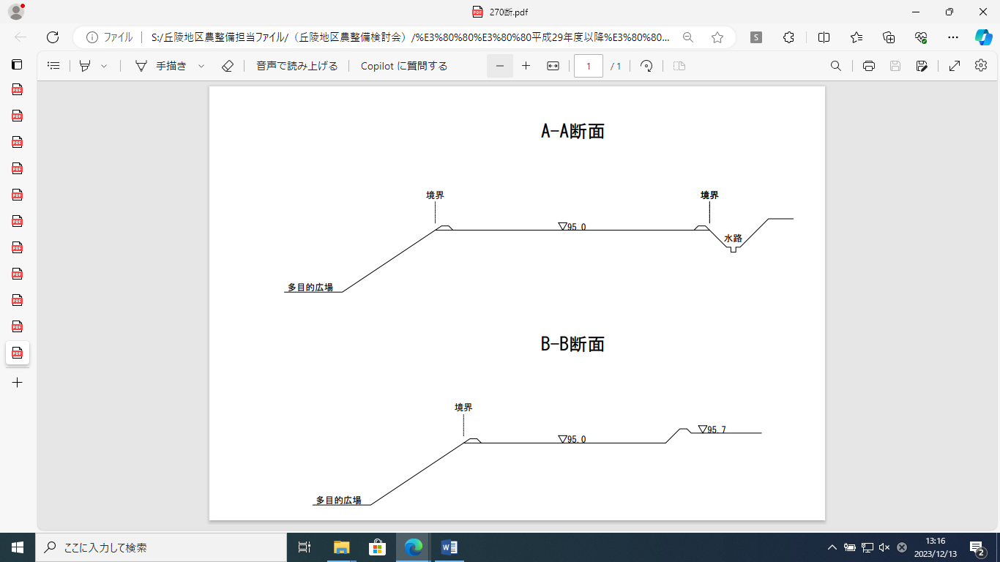 270断.pdf
ファイル
S:/丘陵地区農整備担当ファイル/（丘陵地区農整備検討会）/%E3%80%80%E3%80%80平成29年度以降%E3%80%80...
S
手描き
音声で読み上げる
Copilot に質問する
1
/ 1
A-A断面
境界
境界
▽95.0
水路
多目的広場
B-B断面
境界
▽95.7
▽95.0
多目的広場
ここに入力して検索
13:16
2023/12/13
2